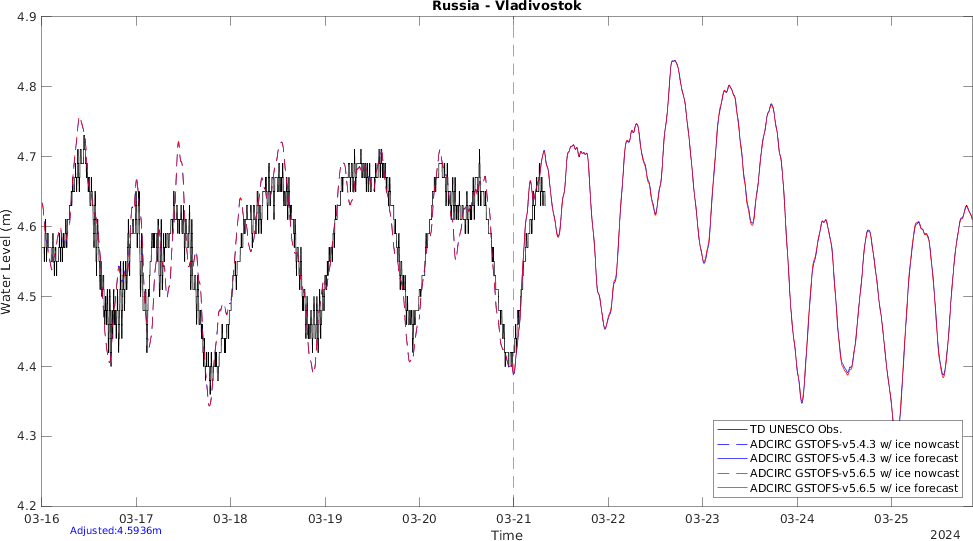 Russia - Vladivostok
4.9
4.8
4.7
4.6
4.5
4.4
4.3
4.2
Water Level (m)
03-16 03-17 03-18 03-19 03-20 03-21 03-22 03-23 03-24 03-25
Adjusted:4.5936m
Time
2024
TD UNESCO Obs.
ADCIRC GSTOFS-v5.4.3 w/ ice nowcast
ADCIRC GSTOFS-v5.4.3 w/ ice forecast
ADCIRC GSTOFS-v5.6.5 w/ ice nowcast
ADCIRC GSTOFS-v5.6.5 w/ ice forecast